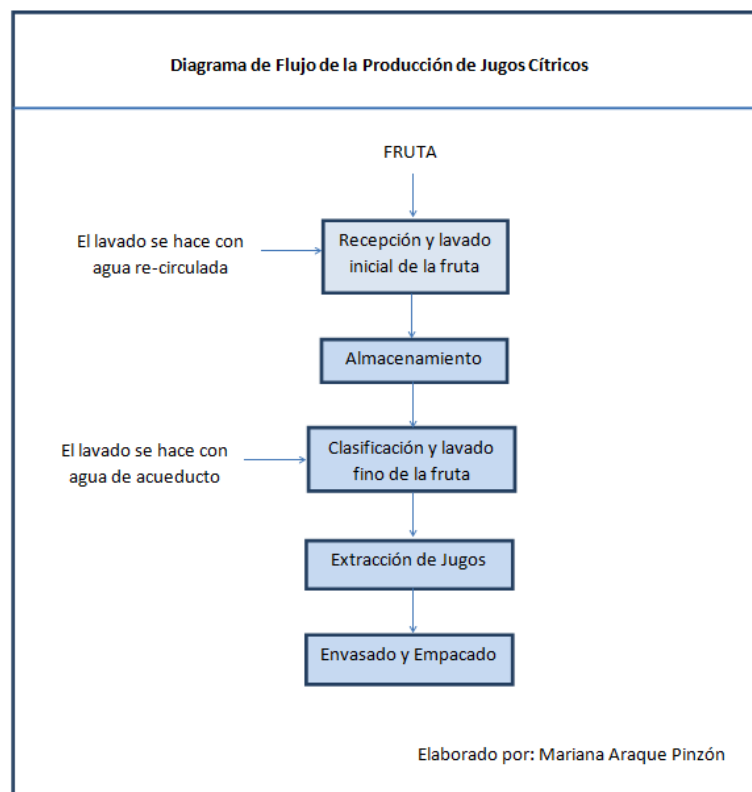 Diagrama de Flujo de la Producción de Jugos Cítricos
FRUTA
El lavado se hace con
agua re-circulada
Recepción y lavado
inicial de la fruta
Almacenamiento
El lavado se hace con
agua de acueducto
Clasificación y lavado
fino de la fruta
Extracción de Jugos
Envasado y Empacado
Elaborado por: Mariana Araque Pinzón